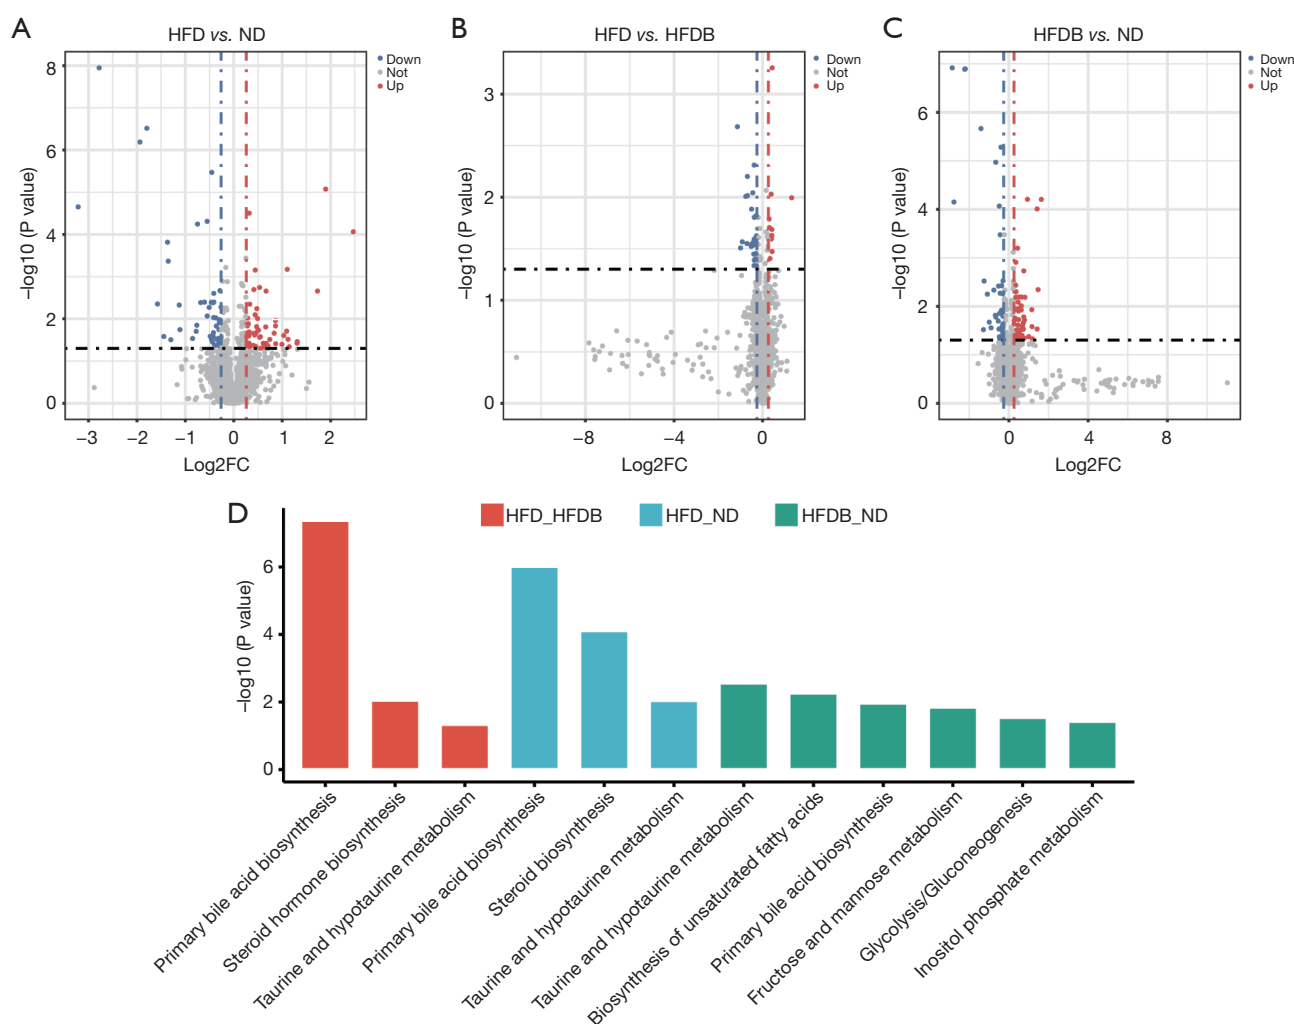 A
HFD vs. ND
Down
Not
Up
8
6
4
2
0
−log10 (P value)
−3 −2 −1 0 1 2
Log2FC
B
HFD vs. HFDB
Down
Not
Up
3
2
1
0
−log10 (P value)
−8 −4 0
Log2FC
C
HFDB vs. ND
Down
Not
Up
6
4
2
0
−log10 (P value)
0 4 8
Log2FC
D
HFD_HFDB HFD_ND HFDB_ND
6
4
2
0
−log10 (P value)
Primary bile acid biosynthesis
Steroid hormone biosynthesis
Taurine and hypotaurine metabolism
Primary bile acid biosynthesis
Steroid biosynthesis
Taurine and hypotaurine metabolism
Taurine and hypotaurine metabolism
Biosynthesis of unsaturated fatty acids
Primary bile acid biosynthesis
Fructose and mannose metabolism
Glycolysis/Gluconeogenesis
Inositol phosphate metabolism